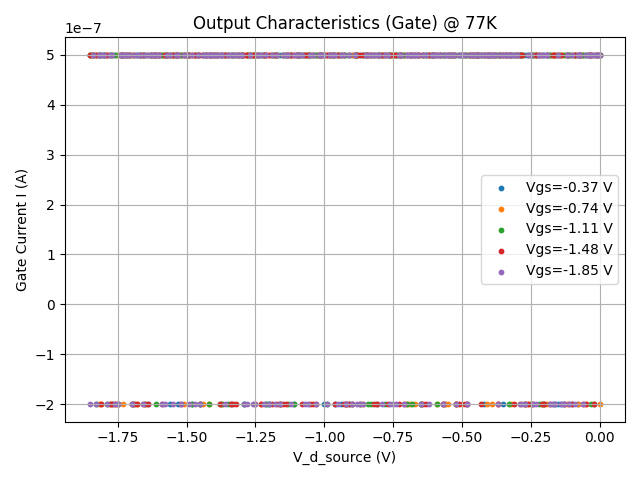 Output Characteristics (Gate) @ 77K
1e−7
5
4
3
2
1
0
−1
−2
Gate Current I (A)
Vgs=-0.37 V
Vgs=-0.74 V
Vgs=-1.11 V
Vgs=-1.48 V
Vgs=-1.85 V
−1.75 −1.50 −1.25 −1.00 −0.75 −0.50 −0.25 0.00
V_d_source (V)